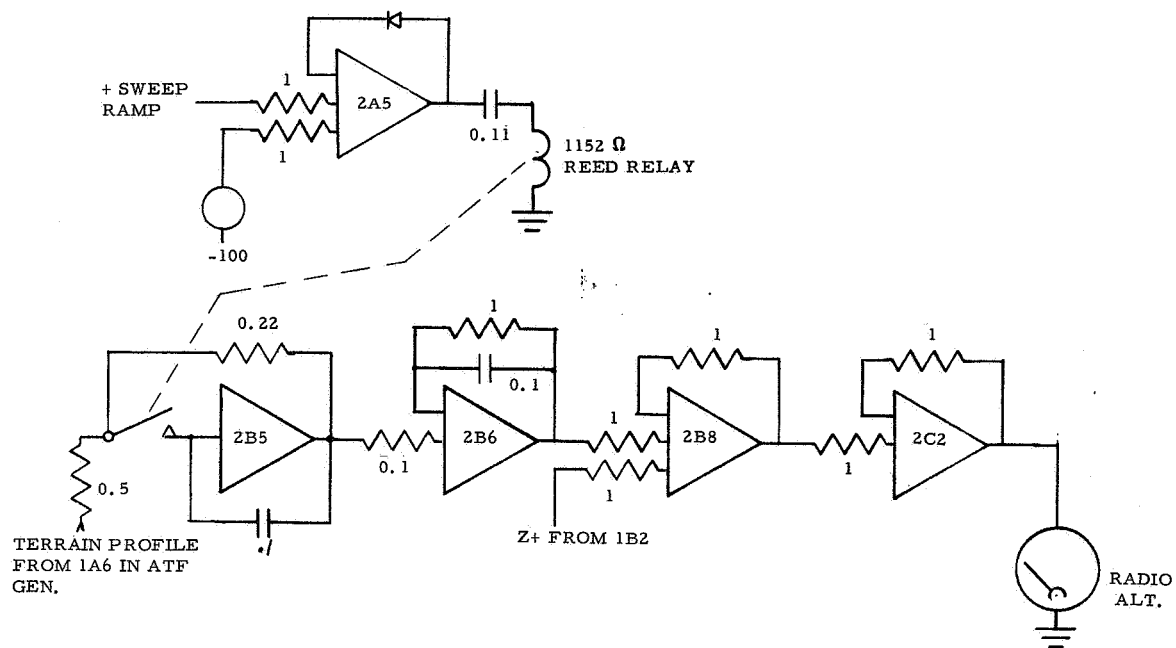 + SWEEP
RAMP
1
1
2A5
-100
0.1i
1152 Ω
REED RELAY
0.22
0.5
2B5
.1
TERRAIN PROFILE
FROM 1A6 IN ATF
GEN.
0.1
1
0.1
2B6
1
1
Z+ FROM 1B2
1
2B8
1
1
2C2
RADIO
ALT.